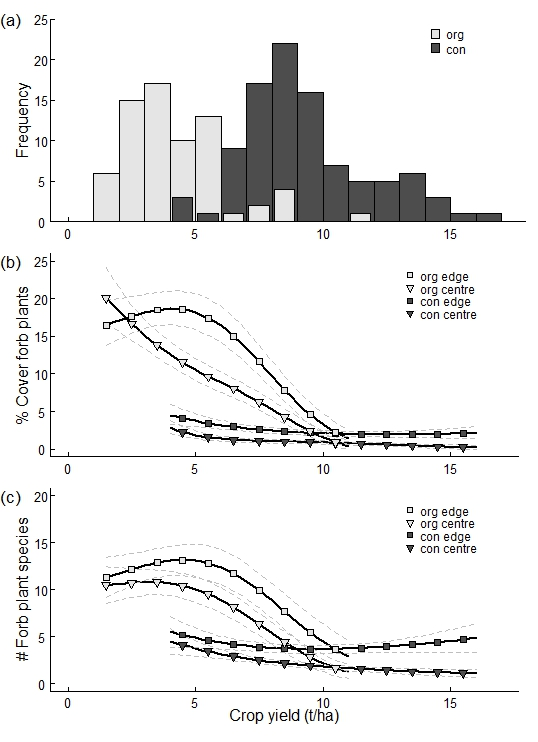 (a)
25
20
15
10
5
0
Frequency
org
con
0 5 10 15
(b)
25
20
15
10
5
0
% Cover forb plants
org edge
org centre
con edge
con centre
0 5 10 15
(c)
20
15
10
5
0
# Forb plant species
org edge
org centre
con edge
con centre
0 5 10 15
Crop yield (t/ha)